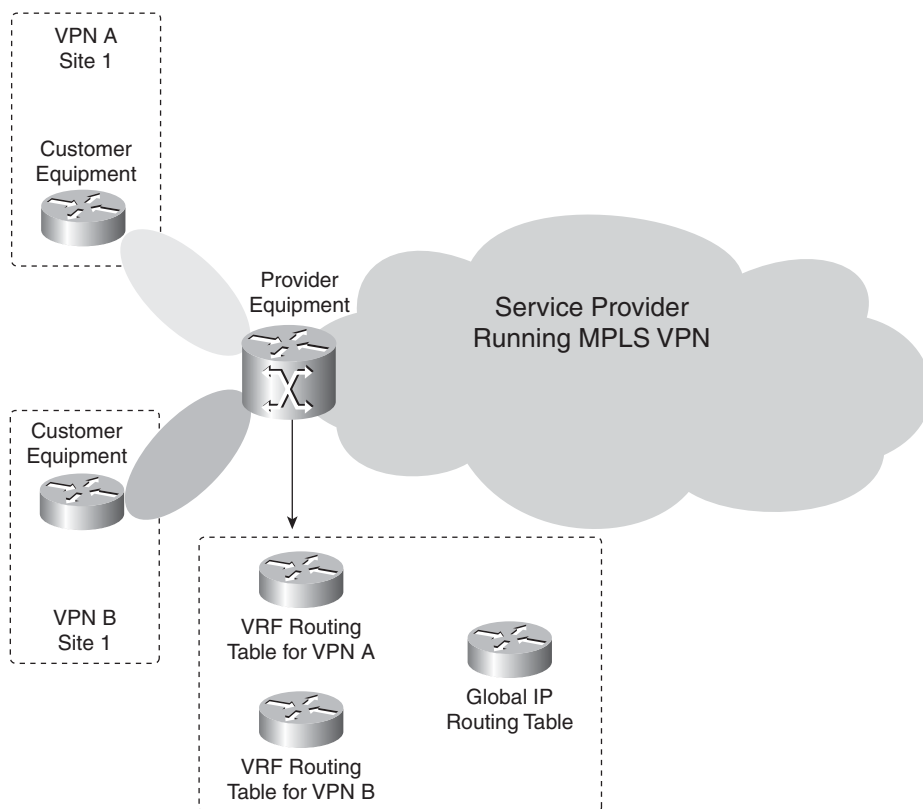 VPN A
Site 1
Customer
Equipment
Provider
Equipment
Service Provider
Running MPLS VPN
Customer
Equipment
VPN B
Site 1
VRF Routing
Table for VPN A
Global IP
Routing Table
VRF Routing
Table for VPN B